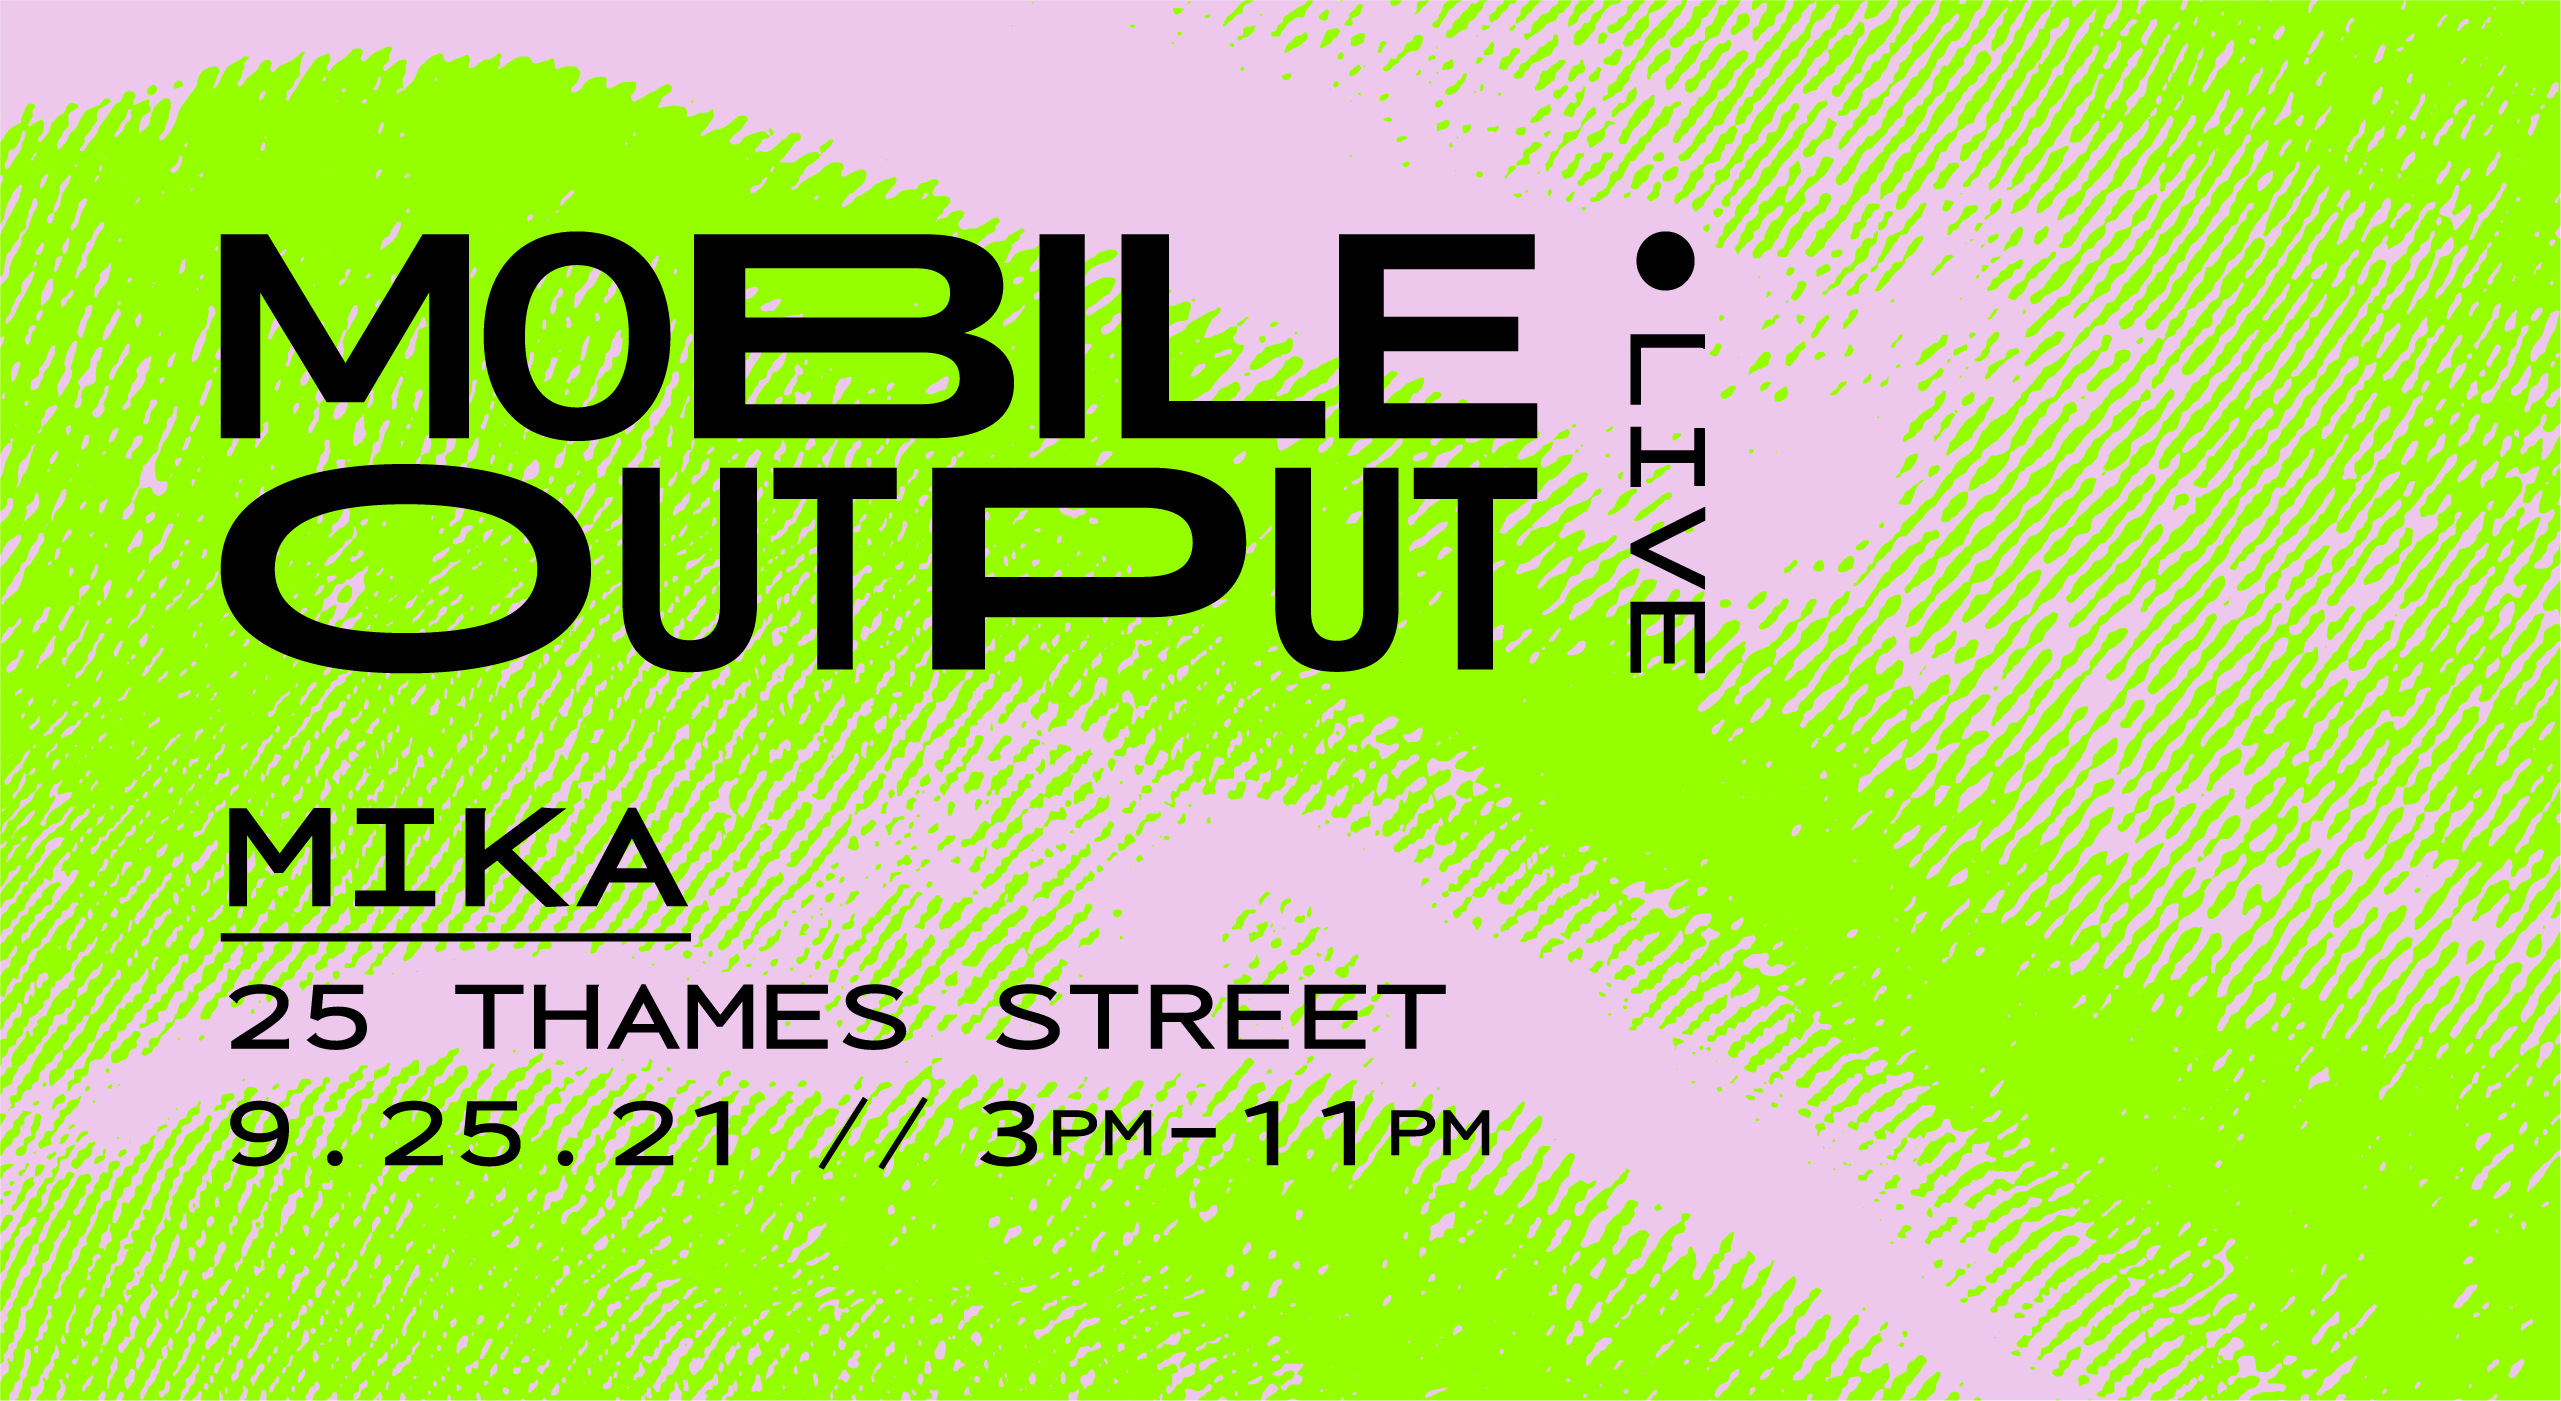 MOBILE
OUTPUT
LIVE
MIKA
25 THAMES STREET
9.25.21 // 3PM-11PM